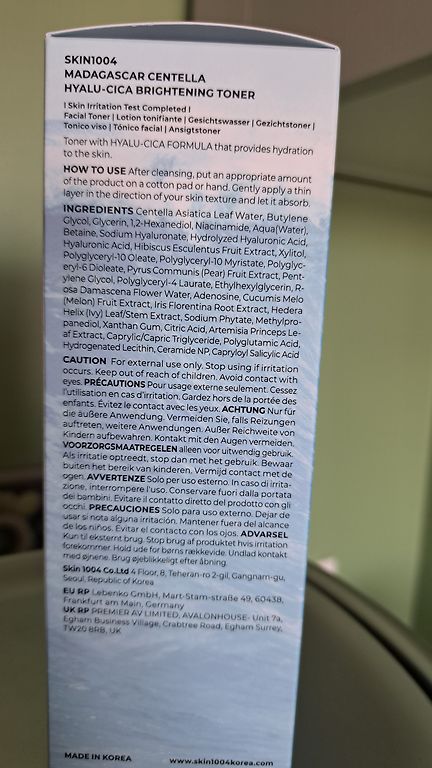 SKIN1004
MADAGASCAR CENTELLA
HYALU-CICA BRIGHTENING TONER
I Skin Irritation Test Completed I
Facial Toner | Lotion tonifiante | Gesichtswasser | Gezichtstoner |
Tonico viso | Tónico facial | Ansigtstoner
Toner with HYALU-CICA FORMULA that provides hydration
to the skin.
HOW TO USE After cleansing, put an appropriate amount
of the product on a cotton pad or hand. Gently apply a thin
layer in the direction of your skin texture and let it absorb.
INGREDIENTS Centella Asiatica Leaf Water, Butylene
Glycol, Glycerin, 1,2-Hexanediol, Niacinamide, Aqua(Water),
Betaine, Sodium Hyaluronate, Hydrolyzed Hyaluronic Acid,
Hyaluronic Acid, Hibiscus Esculentus Fruit Extract, Xylitol,
Polyglyceryl-10 Oleate, Polyglyceryl-10 Myristate, Polyglyc-
eryl-6 Dioleate, Pyrus Communis (Pear) Fruit Extract, Pent-
ylene Glycol, Polyglyceryl-4 Laurate, Ethylhexylglycerin, R-
osa Damascena Flower Water, Adenosine, Cucumis Melo
(Melon) Fruit Extract, Iris Florentina Root Extract, Hedera
Helix (Ivy) Leaf/Stem Extract, Sodium Phytate, Methylpro-
panediol, Xanthan Gum, Citric Acid, Artemisia Princeps Le-
af Extract, Caprylic/Capric Triglyceride, Polyglutamic Acid,
Hydrogenated Lecithin, Ceramide NP, Capryloyl Salicylic Acid
CAUTION For external use only. Stop using if irritation
occurs. Keep out of reach of children. Avoid contact with
eyes. PRÉCAUTIONS Pour usage externe seulement. Cessez
l'utilisation en cas d'irritation. Gardez hors de la portée des
enfants. Évitez le contact avec les yeux. ACHTUNG Nur für
die äußere Anwendung. Vermeiden Sie, falls Reizungen
auftreten, weitere Anwendungen. Außer Reichweite von
Kindern aufbewahren. Kontakt mit den Augen vermeiden.
VOORZORGSMAATREGELEN alleen voor uitwendig gebruik.
Als irritatie optreedt, stop dan met het gebruik. Bewaar
buiten het bereik van kinderen. Vermijd contact met de
ogen. AVVERTENZE Solo per uso esterno. In caso di irrita-
zione, interrompere l'uso. Conservare fuori dalla portata
dei bambini. Evitare il contatto diretto del prodotto con gli
occhi. PRECAUCIONES Solo para uso externo. Dejar de
usar si nota alguna irritación. Mantener fuera del alcance
de los niños. Evitar el contacto con los ojos. ADVARSEL
Kun til eksternt brug. Stop brug af produktet hvis irritation
forekommer. Hold ude for børns rækkevide. Undlad kontakt
med øjnene. Brug øjeblikkeligt efter åbning.
Skin 1004 Co.Ltd 4 Floor, 8, Teheran-ro 2-gil, Gangnam-gu,
Seoul, Republic of Korea
EU RP Lebenko GmbH, Mart-Stam-straße 49, 60438,
Frankfurt am Main, Germany
UK RP PREMIER AV LIMITED, AVALONHOUSE- Unit 7a,
Egham Business Village, Crabtree Road, Egham Surrey,
TW20 8RB, UK
MADE IN KOREA www.skin1004korea.com